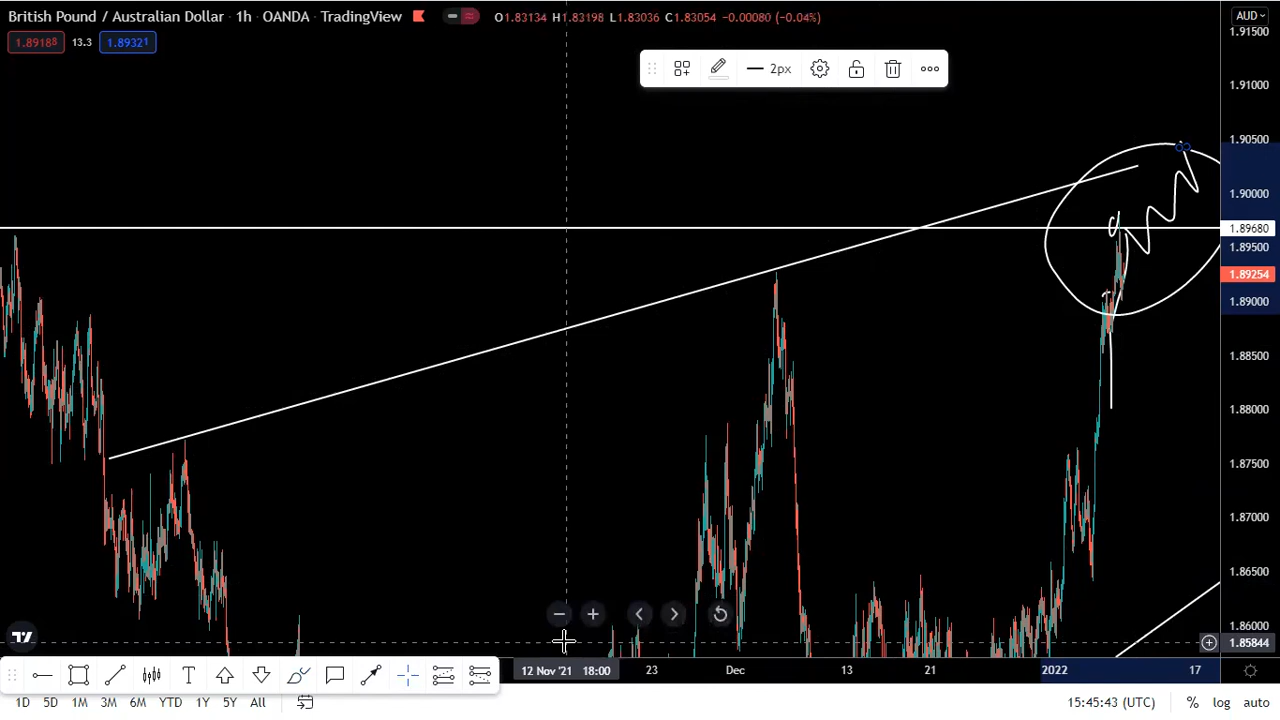 British Pound / Australian Dollar · 1h · OANDA · TradingView
O1.83134 H1.83198 L1.83036 C1.83054 −0.00080 (−0.04%)
AUD
1.89188 13.3 1.89321
2px
1.91500
1.91000
1.90500
1.90000
1.89680
1.89500
1.89254
1.89000
1.88500
1.88000
1.87500
1.87000
1.86500
1.86000
1.85844
12 Nov '21 18:00 23 Dec 13 21 2022 17
T
1D 5D 1M 3M 6M YTD 1Y 5Y All
15:45:43 (UTC) % log auto